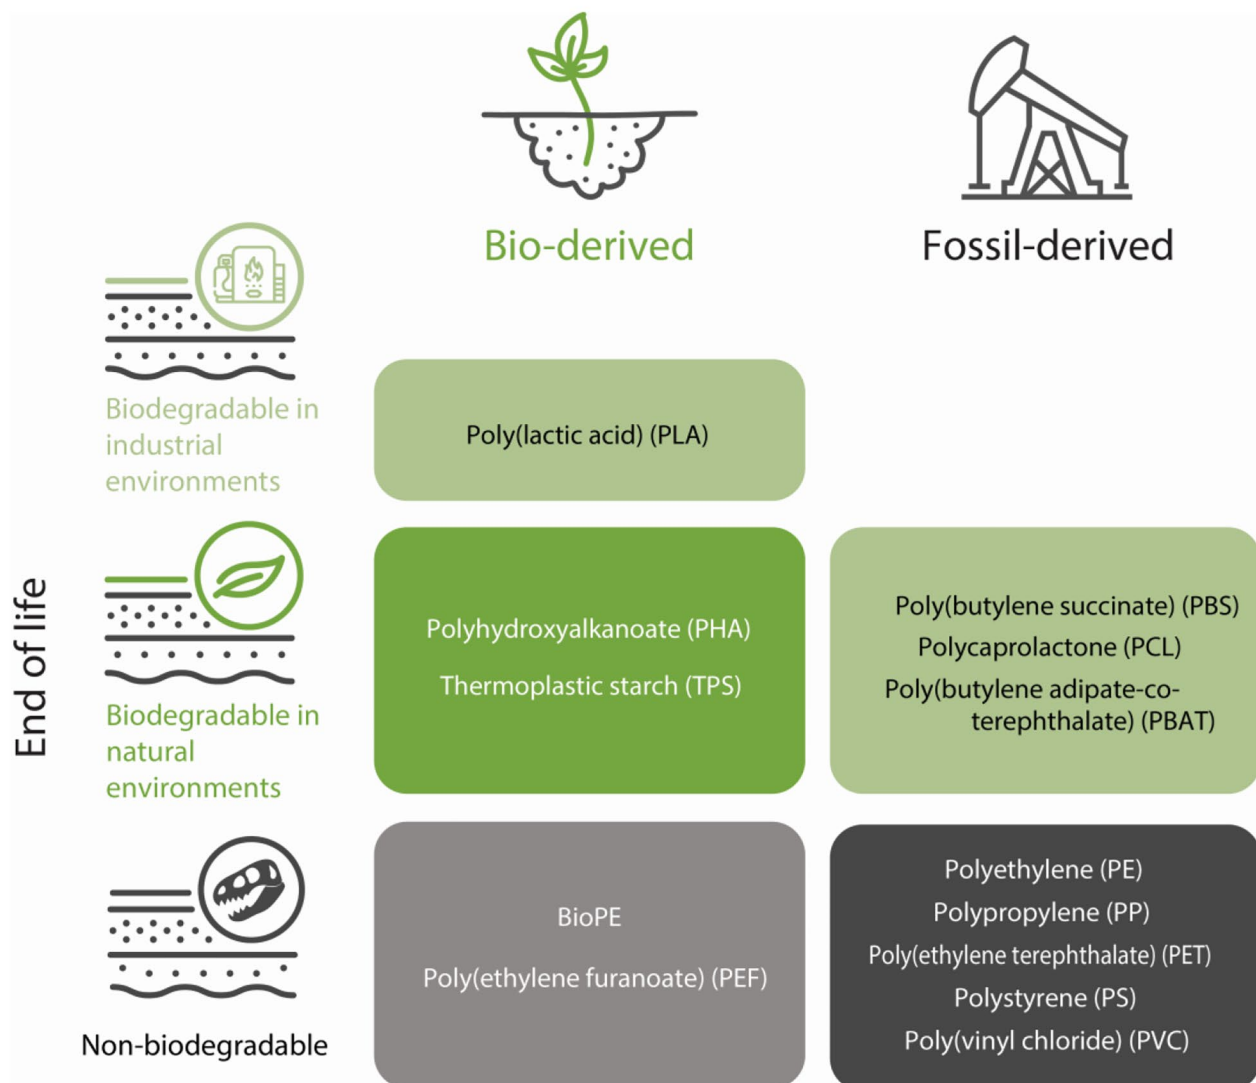 Bio-derived
Fossil-derived
End of life
Biodegradable in
industrial
environments
Poly(lactic acid) (PLA)
Biodegradable in
natural
environments
Polyhydroxyalkanoate (PHA)
Thermoplastic starch (TPS)
Poly(butylene succinate) (PBS)
Polycaprolactone (PCL)
Poly(butylene adipate-co-
terephthalate) (PBAT)
Non-biodegradable
BioPE
Poly(ethylene furanoate) (PEF)
Polyethylene (PE)
Polypropylene (PP)
Poly(ethylene terephthalate) (PET)
Polystyrene (PS)
Poly(vinyl chloride) (PVC)